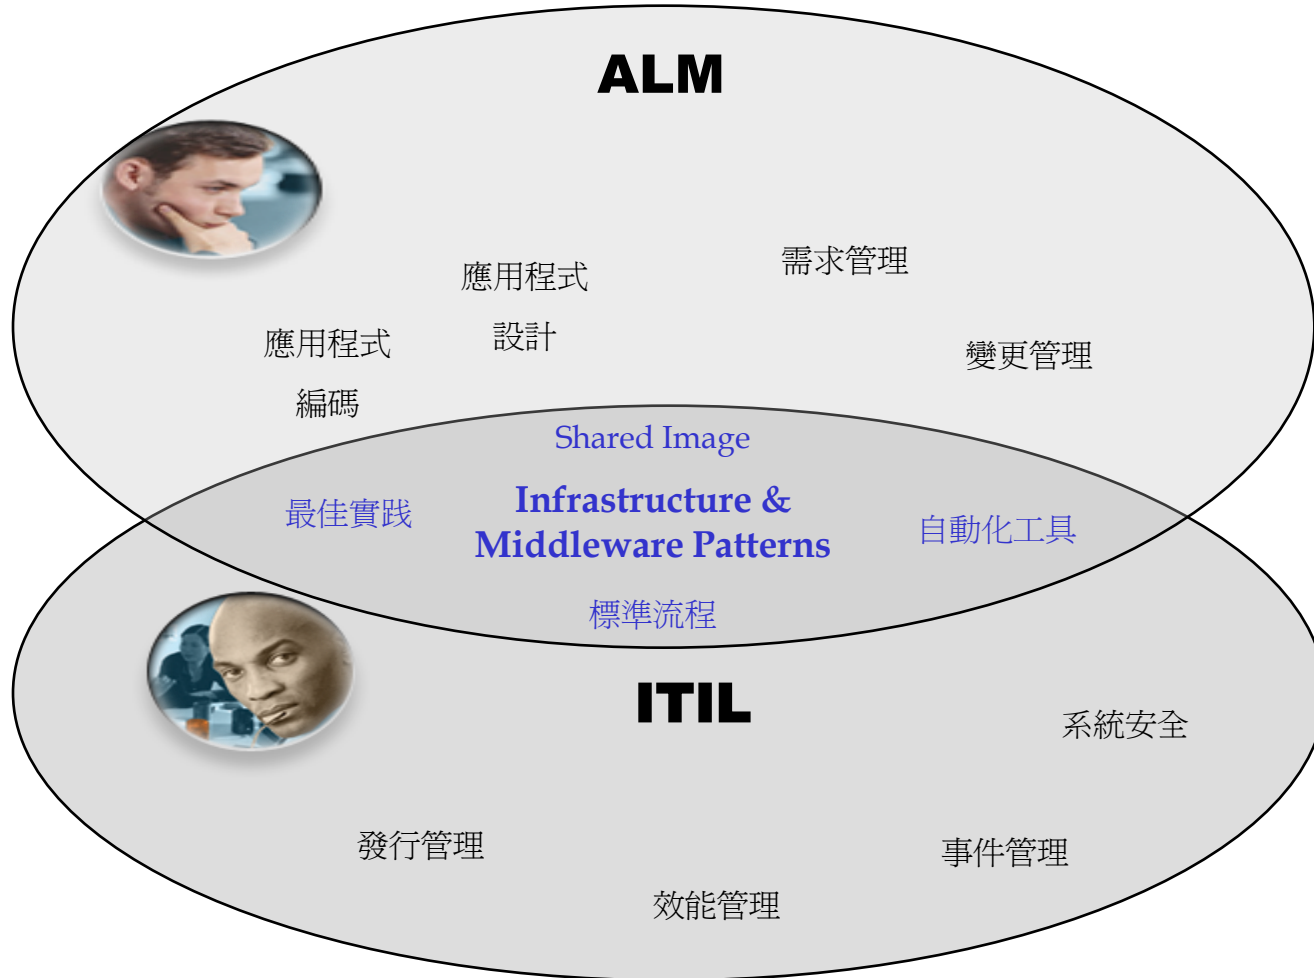 ALM
需求管理
應用程式
設計
應用程式
編碼
變更管理
Shared Image
最佳實践
Infrastructure &
Middleware Patterns
自動化工具
標準流程
ITIL
系統安全
發行管理
事件管理
效能管理